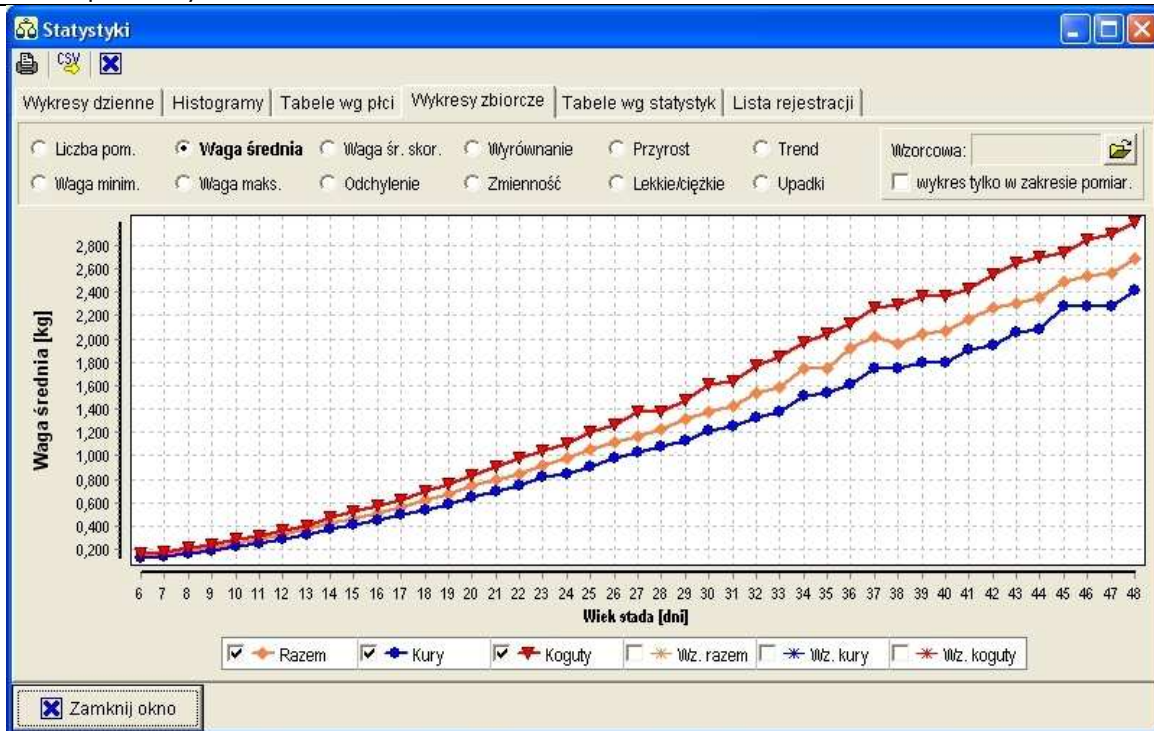 Statystyki
CSV
Wykresy dzienne Histogramy Tabele wg płci Wykresy zbiorcze Tabele wg statystyk Lista rejestracji
Liczba pom. Waga średnia Waga śr. skor. Wyrównanie Przyrost Trend Wzorcowa:
Waga minim. Waga maks. Odchylenie Zmienność Lekkie/ciężkie Upadki wykres tylko w zakresie pomiar.
Waga średnia [kg]
2,800
2,600
2,400
2,200
2,000
1,800
1,600
1,400
1,200
1,000
0,800
0,600
0,400
0,200
6 7 8 9 10 11 12 13 14 15 16 17 18 19 20 21 22 23 24 25 26 27 28 29 30 31 32 33 34 35 36 37 38 39 40 41 42 43 44 45 46 47 48
Wiek stada [dni]
Razem Kury Koguty Wz. razem Wz. kury Wz. koguty
Zamknij okno